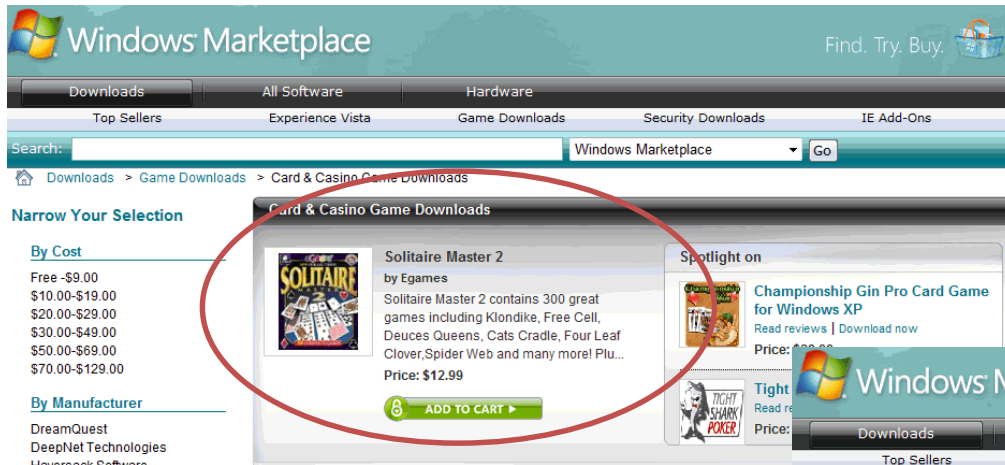 Windows Marketplace
Find. Try. Buy.
Downloads All Software Hardware
Top Sellers Experience Vista Game Downloads Security Downloads IE Add-Ons
Search: Windows Marketplace Go
Downloads > Game Downloads > Card & Casino Game Downloads
Narrow Your Selection
By Cost
Free -$9.00
$10.00-$19.00
$20.00-$29.00
$30.00-$49.00
$50.00-$69.00
$70.00-$129.00
By Manufacturer
DreamQuest
DeepNet Technologies
Card & Casino Game Downloads
SOLITAIRE
MASTER
2
Solitaire Master 2
by Egames
Solitaire Master 2 contains 300 great
games including Klondike, Free Cell,
Deuces Queens, Cats Cradle, Four Leaf
Clover,Spider Web and many more! Plu...
Price: $12.99
ADD TO CART
Spotlight on
Championship Gin Pro Card Game
for Windows XP
Read reviews | Download now
Price:
TIGHT
SHARK
POKER
Tight
Read re
Price:
Windows M
Downloads
Top Sellers